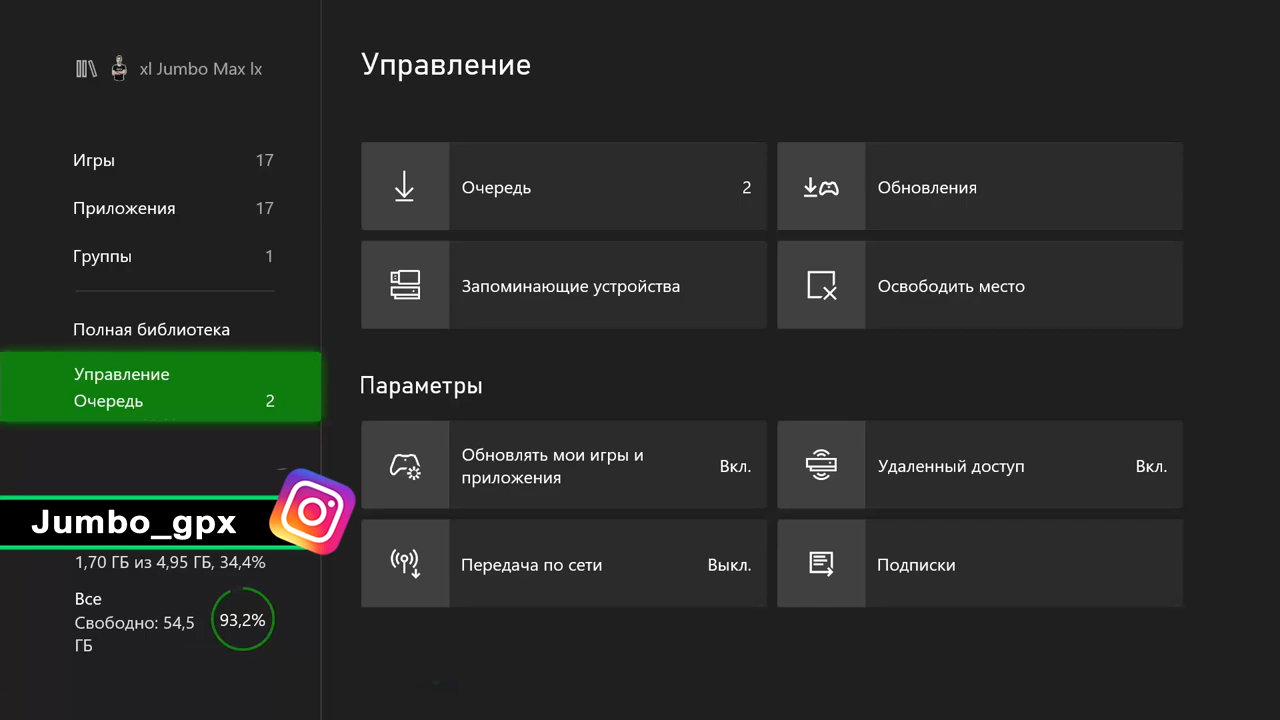 xl Jumbo Max lx
Игры 17
Приложения 17
Группы 1
Полная библиотека
Управление
Очередь 2
Jumbo_gpx
1,70 ГБ из 4,95 ГБ, 34,4%
Все
Свободно: 54,5
ГБ
93,2%
Управление
Очередь 2
Обновления
Запоминающие устройства
Освободить место
Параметры
Обновлять мои игры и
приложения
Вкл.
Удаленный доступ Вкл.
Передача по сети Выкл.
Подписки